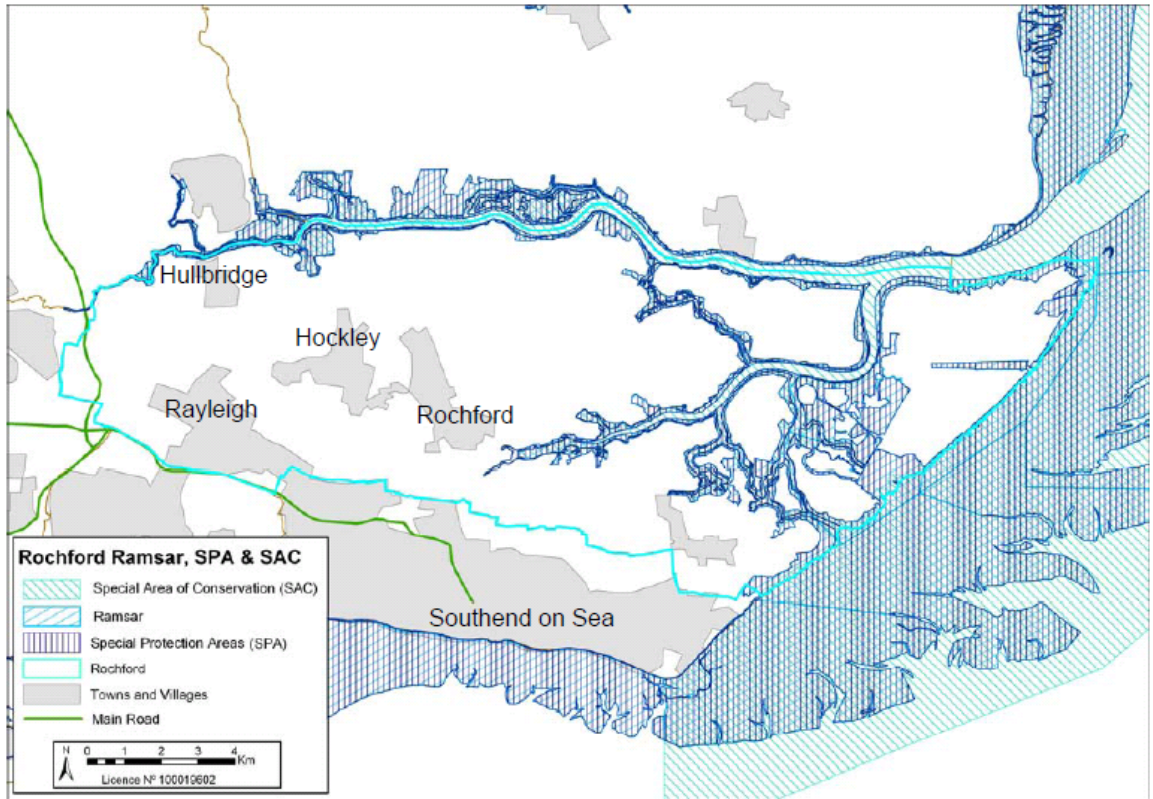 Hullbridge
Hockley
Rayleigh
Rochford
Southend on Sea
Rochford Ramsar, SPA & SAC
Special Area of Conservation (SAC)
Ramsar
Special Protection Areas (SPA)
Rochford
Towns and Villages
Main Road
N
0 1 2 3 4
Km
Licence Nº 100019602